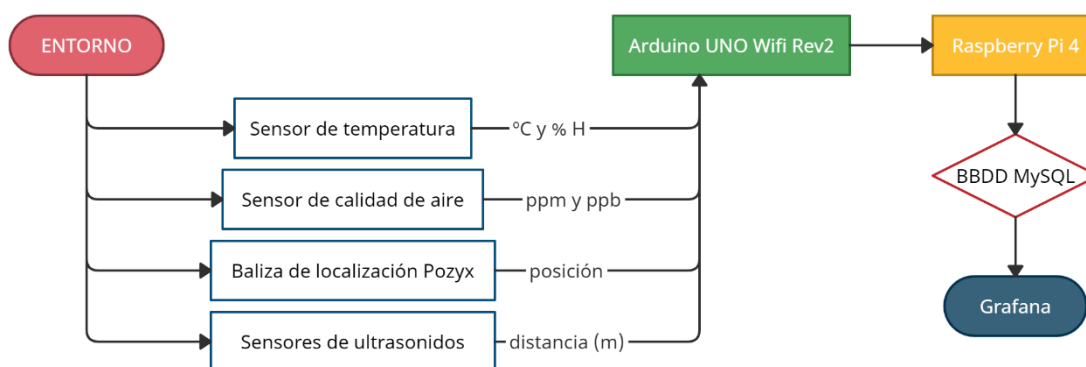 ENTORNO
Arduino UNO Wifi Rev2
Raspberry Pi 4
Sensor de temperatura
ºC y % H
Sensor de calidad de aire
ppm y ppb
BBDD MySQL
Baliza de localización Pozyx
posición
Grafana
Sensores de ultrasonidos
distancia (m)